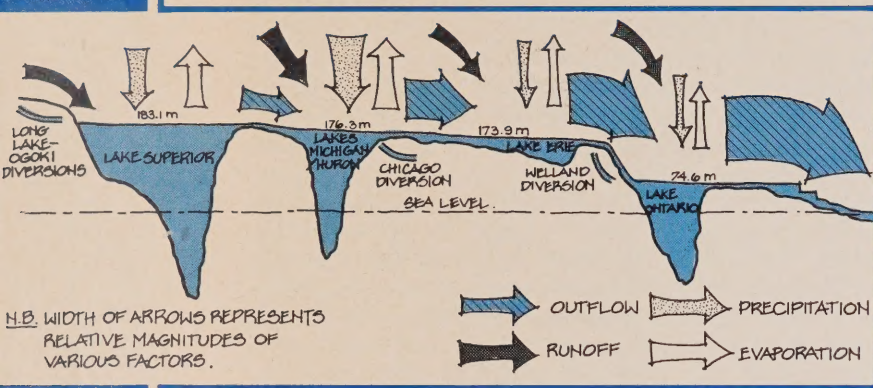 183.1 m
176.3 m
173.9 m
74.6 m
LONG
LAKE-
OGOKI
DIVERSIONS
LAKE SUPERIOR
LAKES
MICHIGAN
/HURON
CHICAGO
DIVERSION
LAKE ERIE
WELLAND
DIVERSION
LAKE
ONTARIO
SEA LEVEL
N.B. WIDTH OF ARROWS REPRESENTS
RELATIVE MAGNITUDES OF
VARIOUS FACTORS.
OUTFLOW
PRECIPITATION
RUNOFF
EVAPORATION